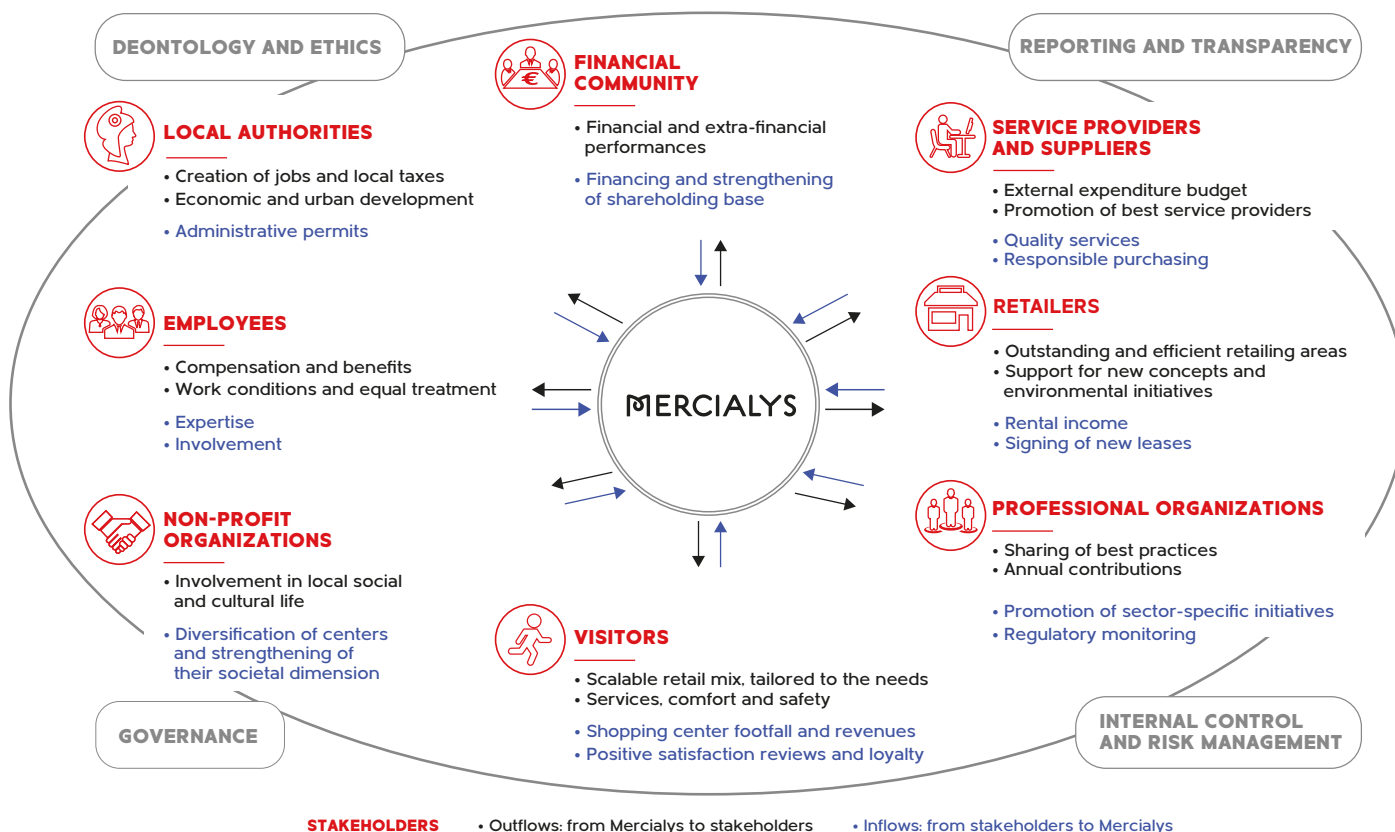 DEONTOLOGY AND ETHICS
REPORTING AND TRANSPARENCY
FINANCIAL
COMMUNITY
• Financial and extra-financial
performances
• Financing and strengthening
of shareholding base
LOCAL AUTHORITIES
• Creation of jobs and local taxes
• Economic and urban development
• Administrative permits
SERVICE PROVIDERS
AND SUPPLIERS
• External expenditure budget
• Promotion of best service providers
• Quality services
• Responsible purchasing
EMPLOYEES
• Compensation and benefits
• Work conditions and equal treatment
• Expertise
• Involvement
MERCIALYS
RETAILERS
• Outstanding and efficient retailing areas
• Support for new concepts and
environmental initiatives
• Rental income
• Signing of new leases
NON-PROFIT
ORGANIZATIONS
• Involvement in local social
and cultural life
• Diversification of centers
and strengthening of
their societal dimension
PROFESSIONAL ORGANIZATIONS
• Sharing of best practices
• Annual contributions
• Promotion of sector-specific initiatives
• Regulatory monitoring
VISITORS
• Scalable retail mix, tailored to the needs
• Services, comfort and safety
• Shopping center footfall and revenues
• Positive satisfaction reviews and loyalty
GOVERNANCE
INTERNAL CONTROL
AND RISK MANAGEMENT
STAKEHOLDERS • Outflows: from Mercialys to stakeholders • Inflows: from stakeholders to Mercialys